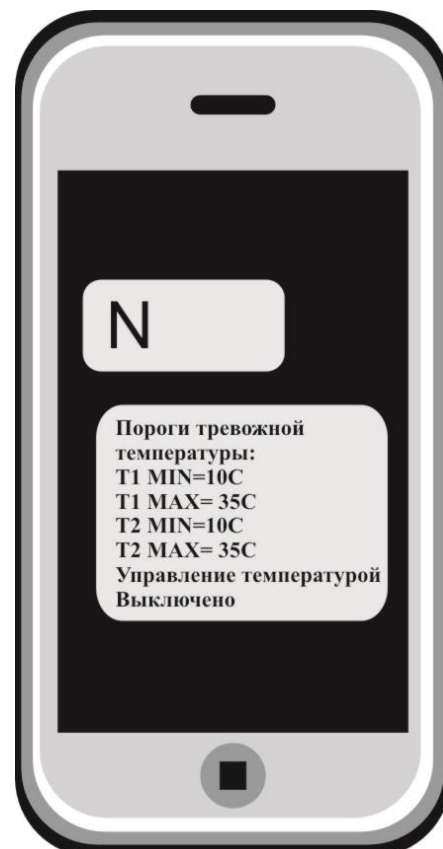 N
Пороги тревожной
температуры:
T1 MIN=10C
T1 MAX= 35C
T2 MIN=10C
T2 MAX= 35C
Управление температурой
Выключено